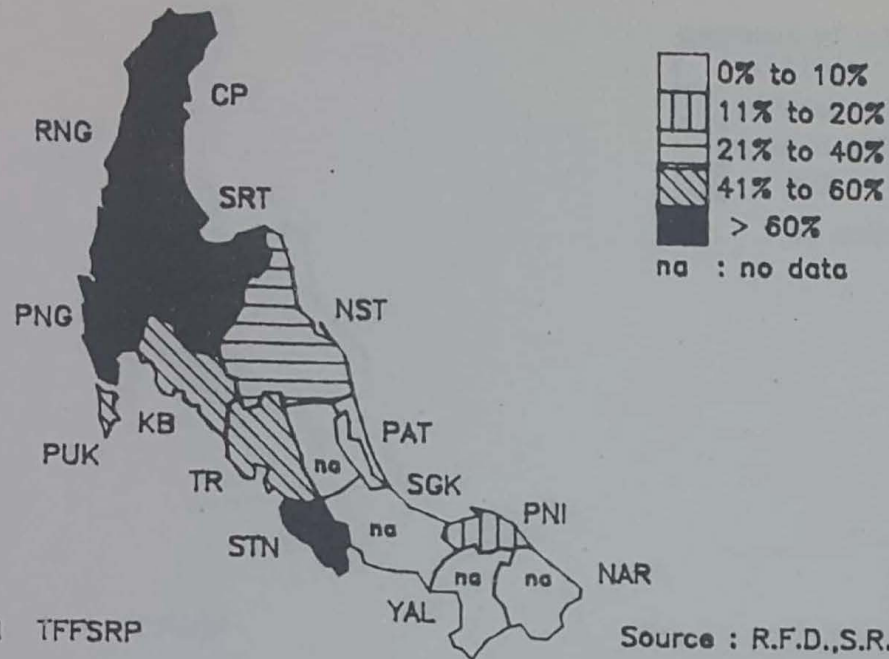 CP
RNG
SRT
PNG
NST
PUK
KB
TR
na
PAT
SGK
STN
na
PNI
na
na
NAR
YAL
0% to 10%
11% to 20%
21% to 40%
41% to 60%
> 60%
na : no data
TFFSRP
Source : R.F.D.,S.R.